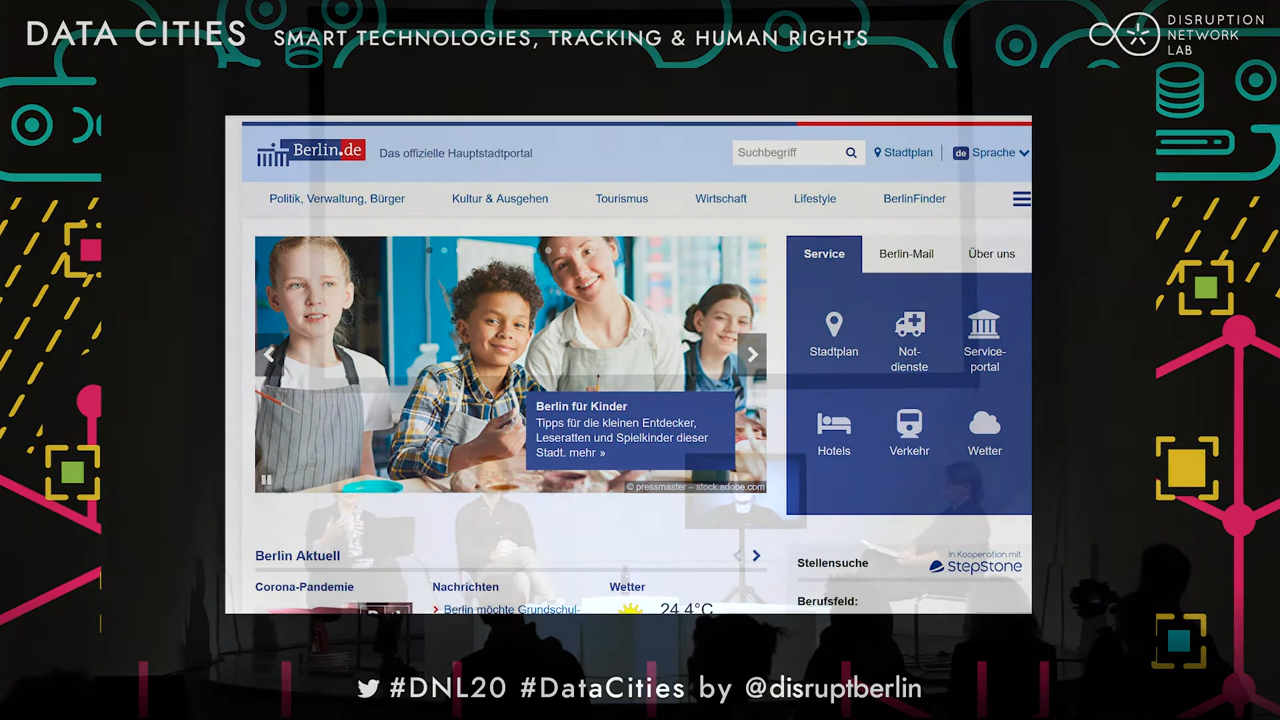 DATA CITIES SMART TECHNOLOGIES, TRACKING & HUMAN RIGHTS
DISRUPTION
NETWORK
LAB
Berlin.de
Das offizielle Hauptstadtportal
Suchbegriff
Stadtplan
de Sprache
Politik, Verwaltung, Bürger
Kultur & Ausgehen
Tourismus
Wirtschaft
Lifestyle
BerlinFinder
Service
Berlin-Mail
Über uns
Stadtplan
Not-
dienste
Service-
portal
Hotels
Verkehr
Wetter
Berlin für Kinder
Tipps für die kleinen Entdecker,
Leseratten und Spielkinder dieser
Stadt. mehr »
© pressmaster – stock.adobe.com
Berlin Aktuell
Corona-Pandemie
Nachrichten
Wetter
Berlin möchte Grundschul-
24,4°C
Stellensuche
In Kooperation mit
StepStone
Berufsfeld:
#DNL20 #DataCities by @disruptberlin